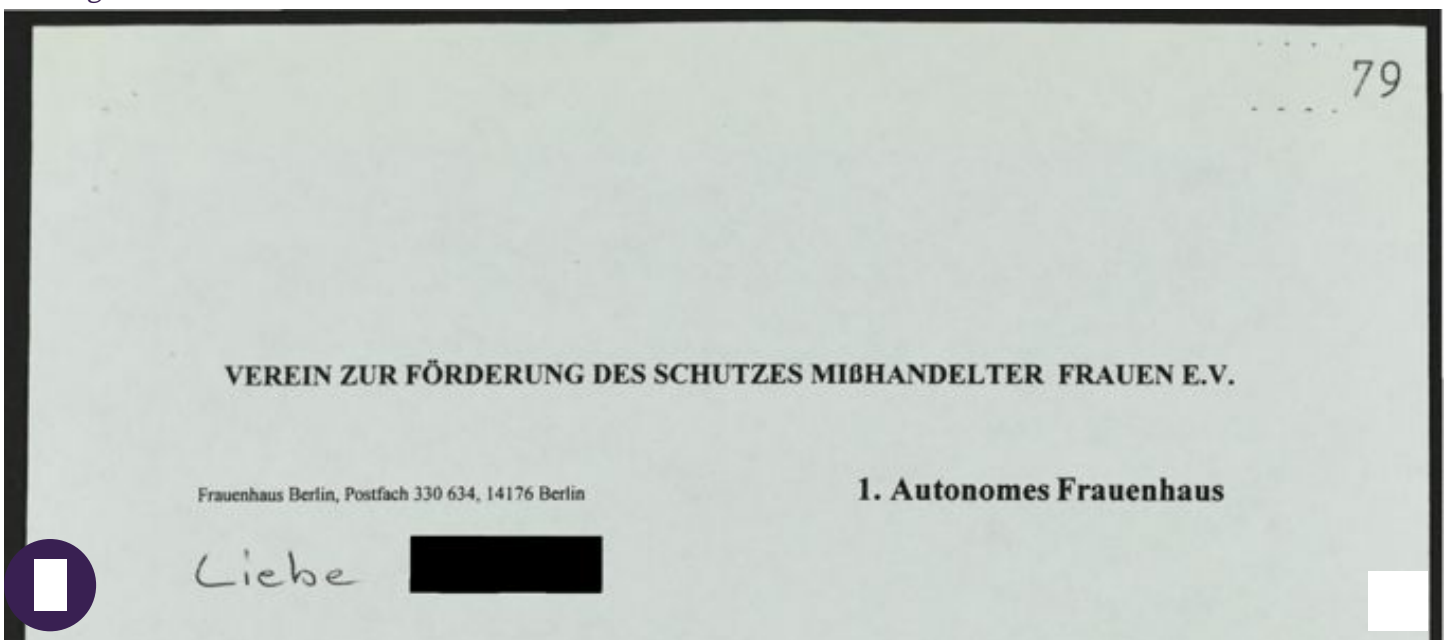 79
VEREIN ZUR FÖRDERUNG DES SCHUTZES MIßHANDELTER FRAUEN E.V.
Frauenhaus Berlin, Postfach 330 634, 14176 Berlin
1. Autonomes Frauenhaus
Liebe